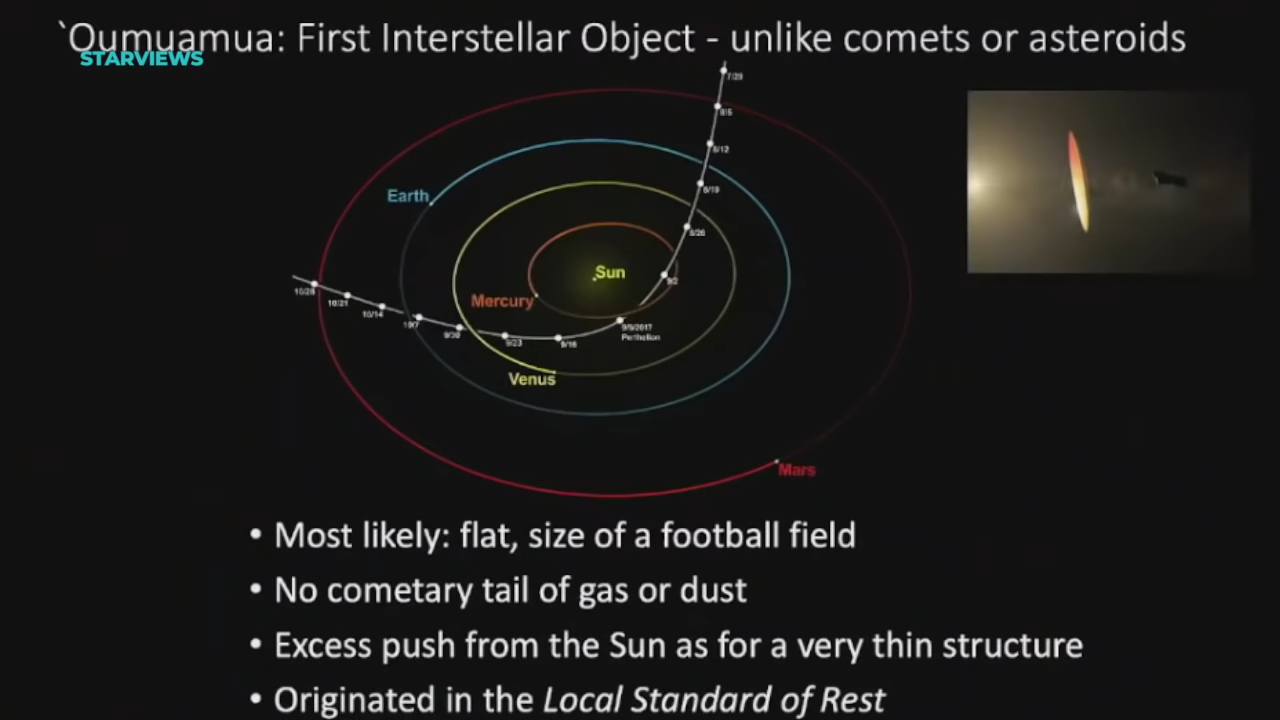 `Oumuamua: First Interstellar Object - unlike comets or asteroids
STARVIEWS
7/29
8/5
8/12
8/19
8/26
9/2
9/9/2017
Perihelion
9/16
9/23
9/30
10/7
10/14
10/21
10/28
Earth
Sun
Mercury
Venus
Mars
• Most likely: flat, size of a football field
• No cometary tail of gas or dust
• Excess push from the Sun as for a very thin structure
• Originated in the Local Standard of Rest